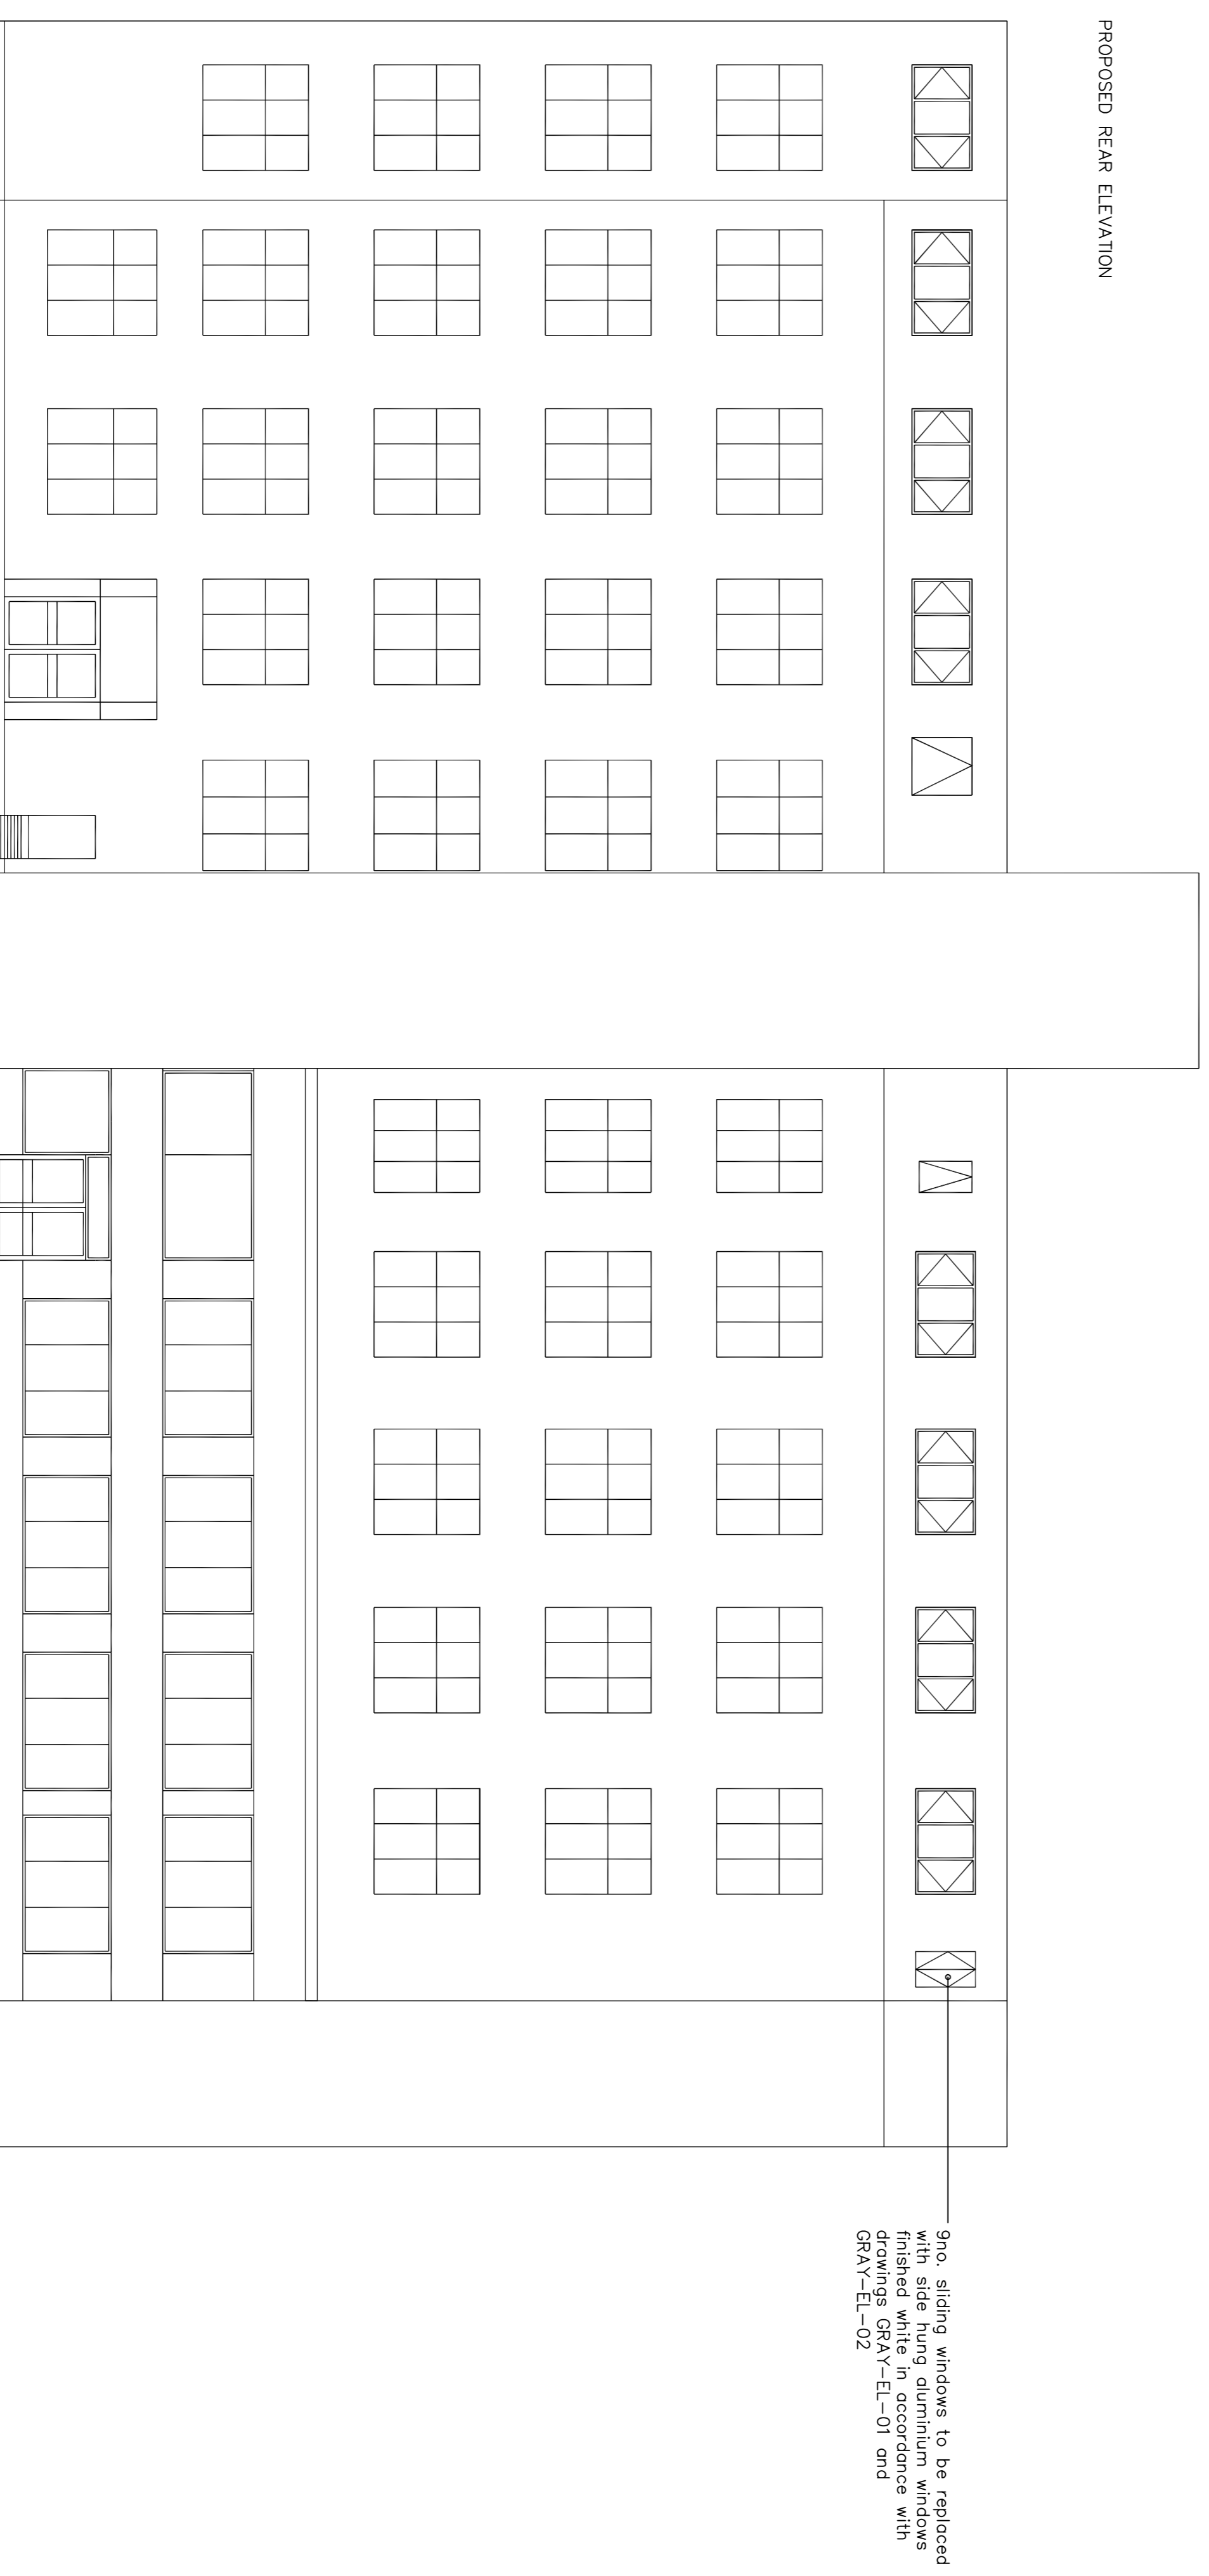 PROPOSED REAR ELEVATION
9no. sliding windows to be replaced
with side hung aluminium windows
finished white in accordance with
drawings GRAY-EL-01 and
GRAY-EL-02